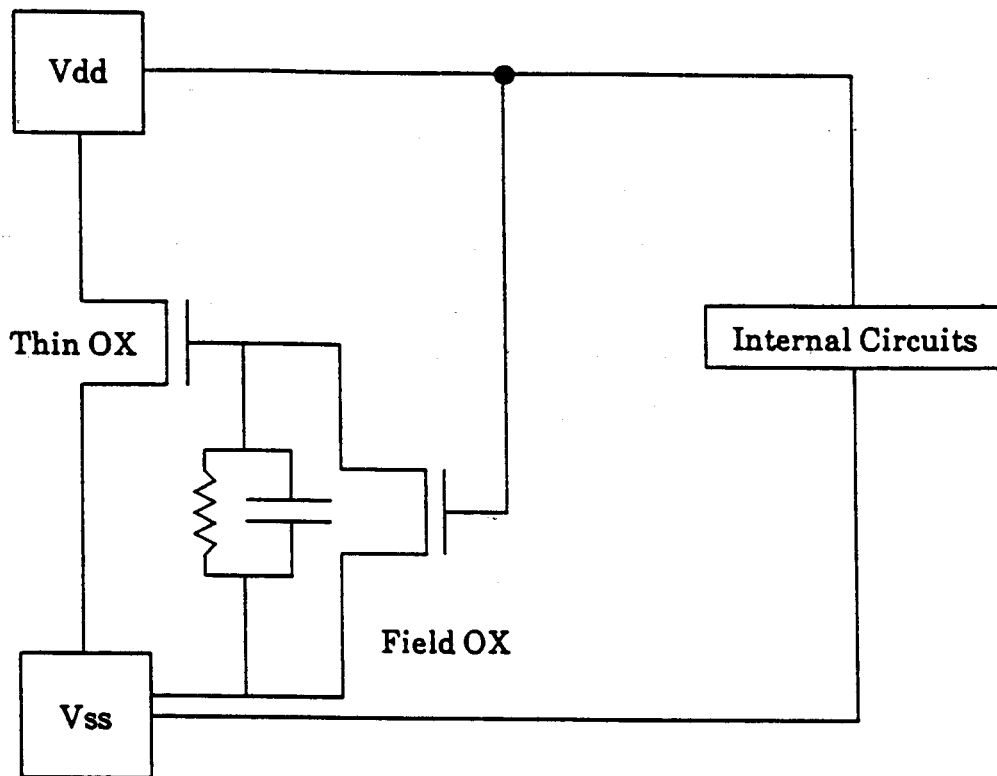 Vdd
Thin OX
Internal Circuits
Field OX
Vss